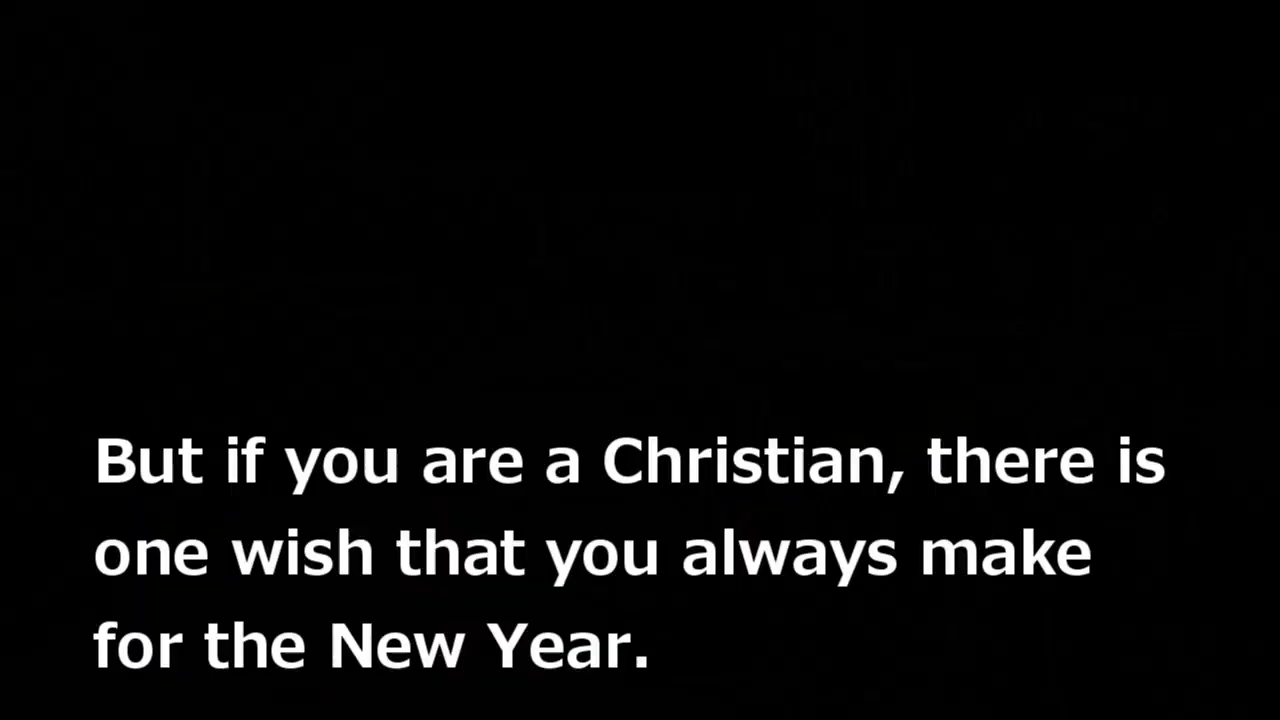 But if you are a Christian, there is
one wish that you always make
for the New Year.